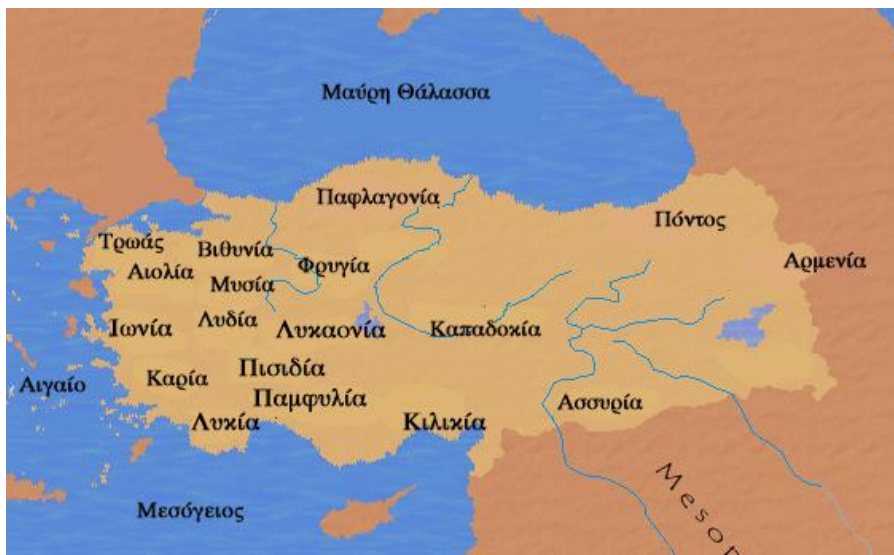 Μαύρη Θάλασσα
Παφλαγονία
Πόντος
Τρωάς
Βιθυνία
Αρμενία
Αιολία
Φρυγία
Μυσία
Ιωνία
Λυδία
Λυκαονία
Καπαδοκία
Πισιδία
Αιγαίο
Καρία
Παμφυλία
Ασσυρία
Λυκία
Κιλικία
Μεσόγειος
Mesop